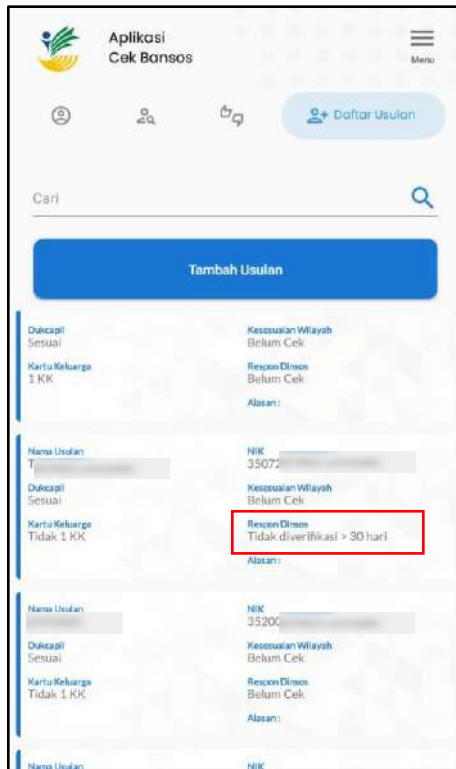 Aplikasi
Cek Bansos
Menu
Daftar Usulan
Cari
Tambah Usulan
Dukcapil
Sesuai
Kesesuaian Wilayah
Belum Cek
Kartu Keluarga
1 KK
Respon Dinsos
Belum Cek
Alasan :
Nama Usulan
T
NIK
35072
Dukcapil
Sesuai
Kesesuaian Wilayah
Belum Cek
Kartu Keluarga
Tidak 1 KK
Respon Dinsos
Tidak diverifikasi > 30 hari
Alasan :
Nama Usulan
NIK
35200
Dukcapil
Sesuai
Kesesuaian Wilayah
Belum Cek
Kartu Keluarga
Tidak 1 KK
Respon Dinsos
Belum Cek
Alasan :
Nama Usulan
NIK